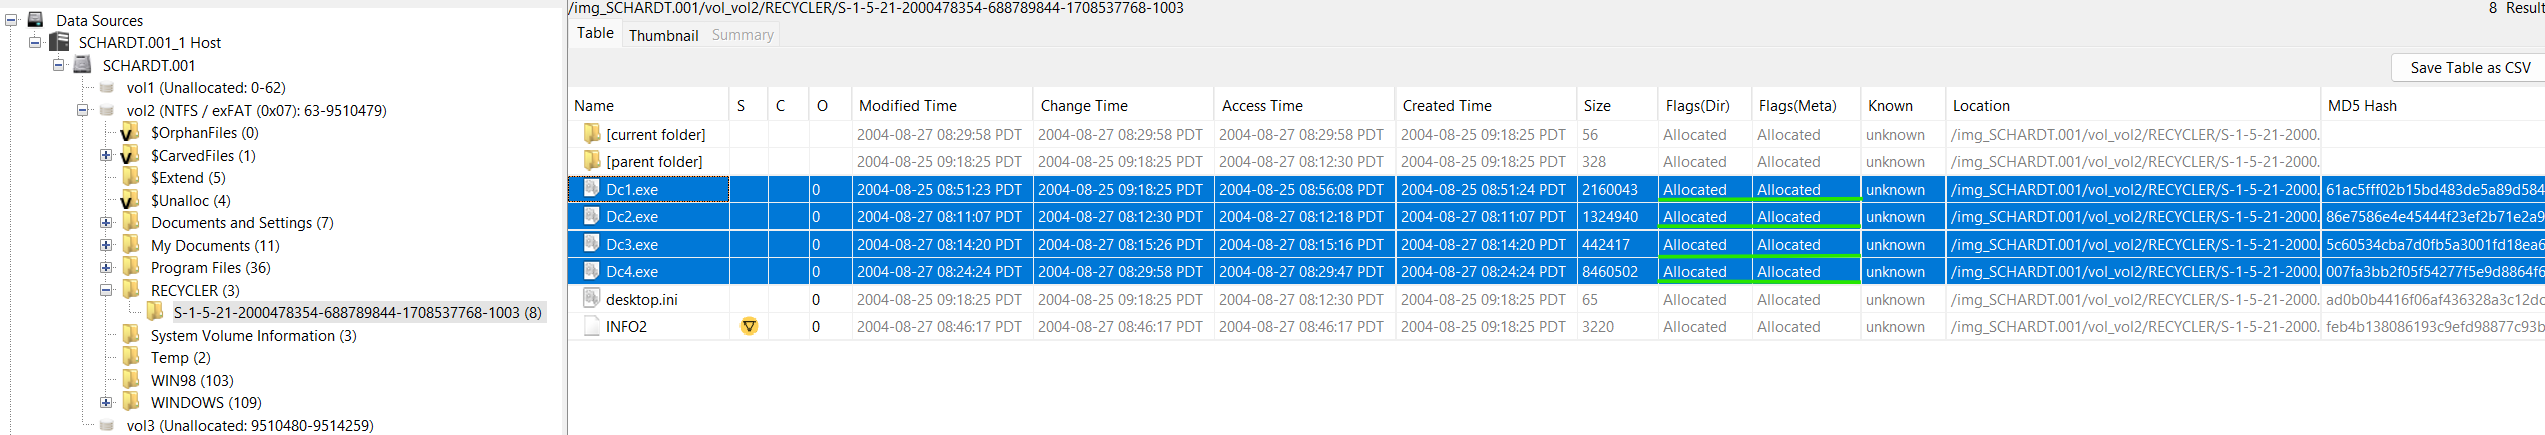 Data Sources
SCHARDT.001_1 Host
SCHARDT.001
vol1 (Unallocated: 0-62)
vol2 (NTFS / exFAT (0x07): 63-9510479)
$OrphanFiles (0)
$CarvedFiles (1)
$Extend (5)
$Unalloc (4)
Documents and Settings (7)
My Documents (11)
Program Files (36)
RECYCLER (3)
S-1-5-21-2000478354-688789844-1708537768-1003 (8)
System Volume Information (3)
Temp (2)
WIN98 (103)
WINDOWS (109)
vol3 (Unallocated: 9510480-9514259)
/img_SCHARDT.001/vol_vol2/RECYCLER/S-1-5-21-2000478354-688789844-1708537768-1003 8 Result
Table Thumbnail Summary
Save Table as CSV
Name S C O Modified Time Change Time Access Time Created Time Size Flags(Dir) Flags(Meta) Known Location MD5 Hash
[current folder] 2004-08-27 08:29:58 PDT 2004-08-27 08:29:58 PDT 2004-08-27 08:29:58 PDT 2004-08-25 09:18:25 PDT 56 Allocated Allocated unknown /img_SCHARDT.001/vol_vol2/RECYCLER/S-1-5-21-2000.
[parent folder] 2004-08-25 09:18:25 PDT 2004-08-25 09:18:25 PDT 2004-08-27 08:12:30 PDT 2004-08-25 09:18:25 PDT 328 Allocated Allocated unknown /img_SCHARDT.001/vol_vol2/RECYCLER/S-1-5-21-2000.
Dc1.exe 0 2004-08-25 08:51:23 PDT 2004-08-25 09:18:25 PDT 2004-08-25 08:56:08 PDT 2004-08-25 08:51:24 PDT 2160043 Allocated Allocated unknown /img_SCHARDT.001/vol_vol2/RECYCLER/S-1-5-21-2000. 61ac5fff02b15bd483de5a89d584
Dc2.exe 0 2004-08-27 08:11:07 PDT 2004-08-27 08:12:30 PDT 2004-08-27 08:12:18 PDT 2004-08-27 08:11:07 PDT 1324940 Allocated Allocated unknown /img_SCHARDT.001/vol_vol2/RECYCLER/S-1-5-21-2000. 86e7586e4e45444f23ef2b71e2a9
Dc3.exe 0 2004-08-27 08:14:20 PDT 2004-08-27 08:15:26 PDT 2004-08-27 08:15:16 PDT 2004-08-27 08:14:20 PDT 442417 Allocated Allocated unknown /img_SCHARDT.001/vol_vol2/RECYCLER/S-1-5-21-2000. 5c60534cba7d0fb5a3001fd18ea6
Dc4.exe 0 2004-08-27 08:24:24 PDT 2004-08-27 08:29:58 PDT 2004-08-27 08:29:47 PDT 2004-08-27 08:24:24 PDT 8460502 Allocated Allocated unknown /img_SCHARDT.001/vol_vol2/RECYCLER/S-1-5-21-2000. 007fa3bb2f05f54277f5e9d8864f6
desktop.ini 0 2004-08-25 09:18:25 PDT 2004-08-25 09:18:25 PDT 2004-08-27 08:12:30 PDT 2004-08-25 09:18:25 PDT 65 Allocated Allocated unknown /img_SCHARDT.001/vol_vol2/RECYCLER/S-1-5-21-2000. ad0b0b4416f06af436328a3c12dc
INFO2 0 2004-08-27 08:46:17 PDT 2004-08-27 08:46:17 PDT 2004-08-27 08:46:17 PDT 2004-08-25 09:18:25 PDT 3220 Allocated Allocated unknown /img_SCHARDT.001/vol_vol2/RECYCLER/S-1-5-21-2000. feb4b138086193c9efd98877c93b